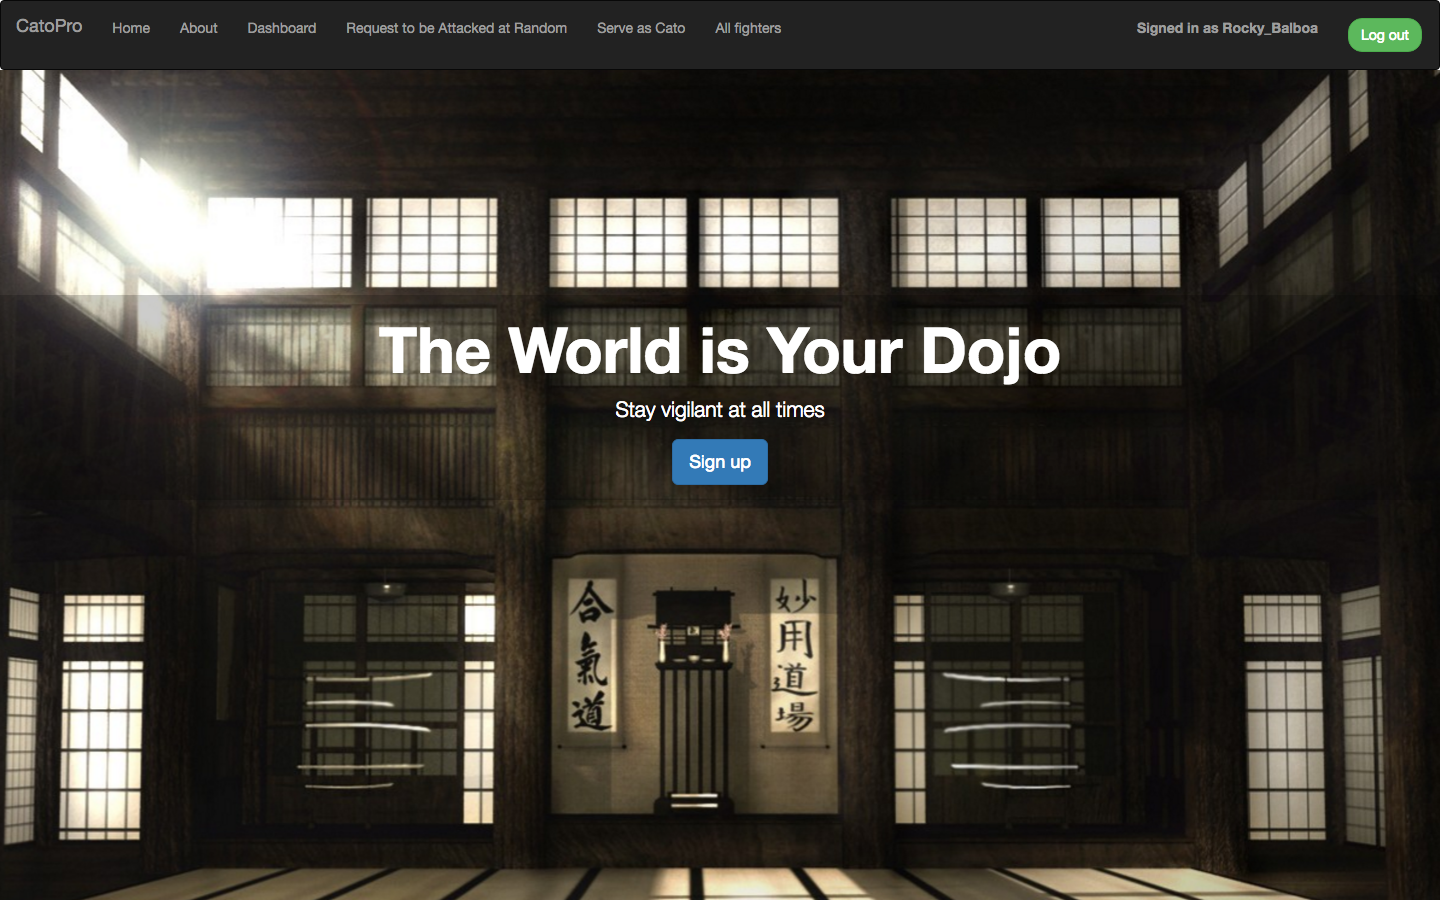 CatoPro
Home
About
Dashboard
Request to be Attacked at Random
Serve as Cato
All fighters
Signed in as Rocky_Balboa
Log out
The World is Your Dojo
Stay vigilant at all times
Sign up
合氣道
妙用道場